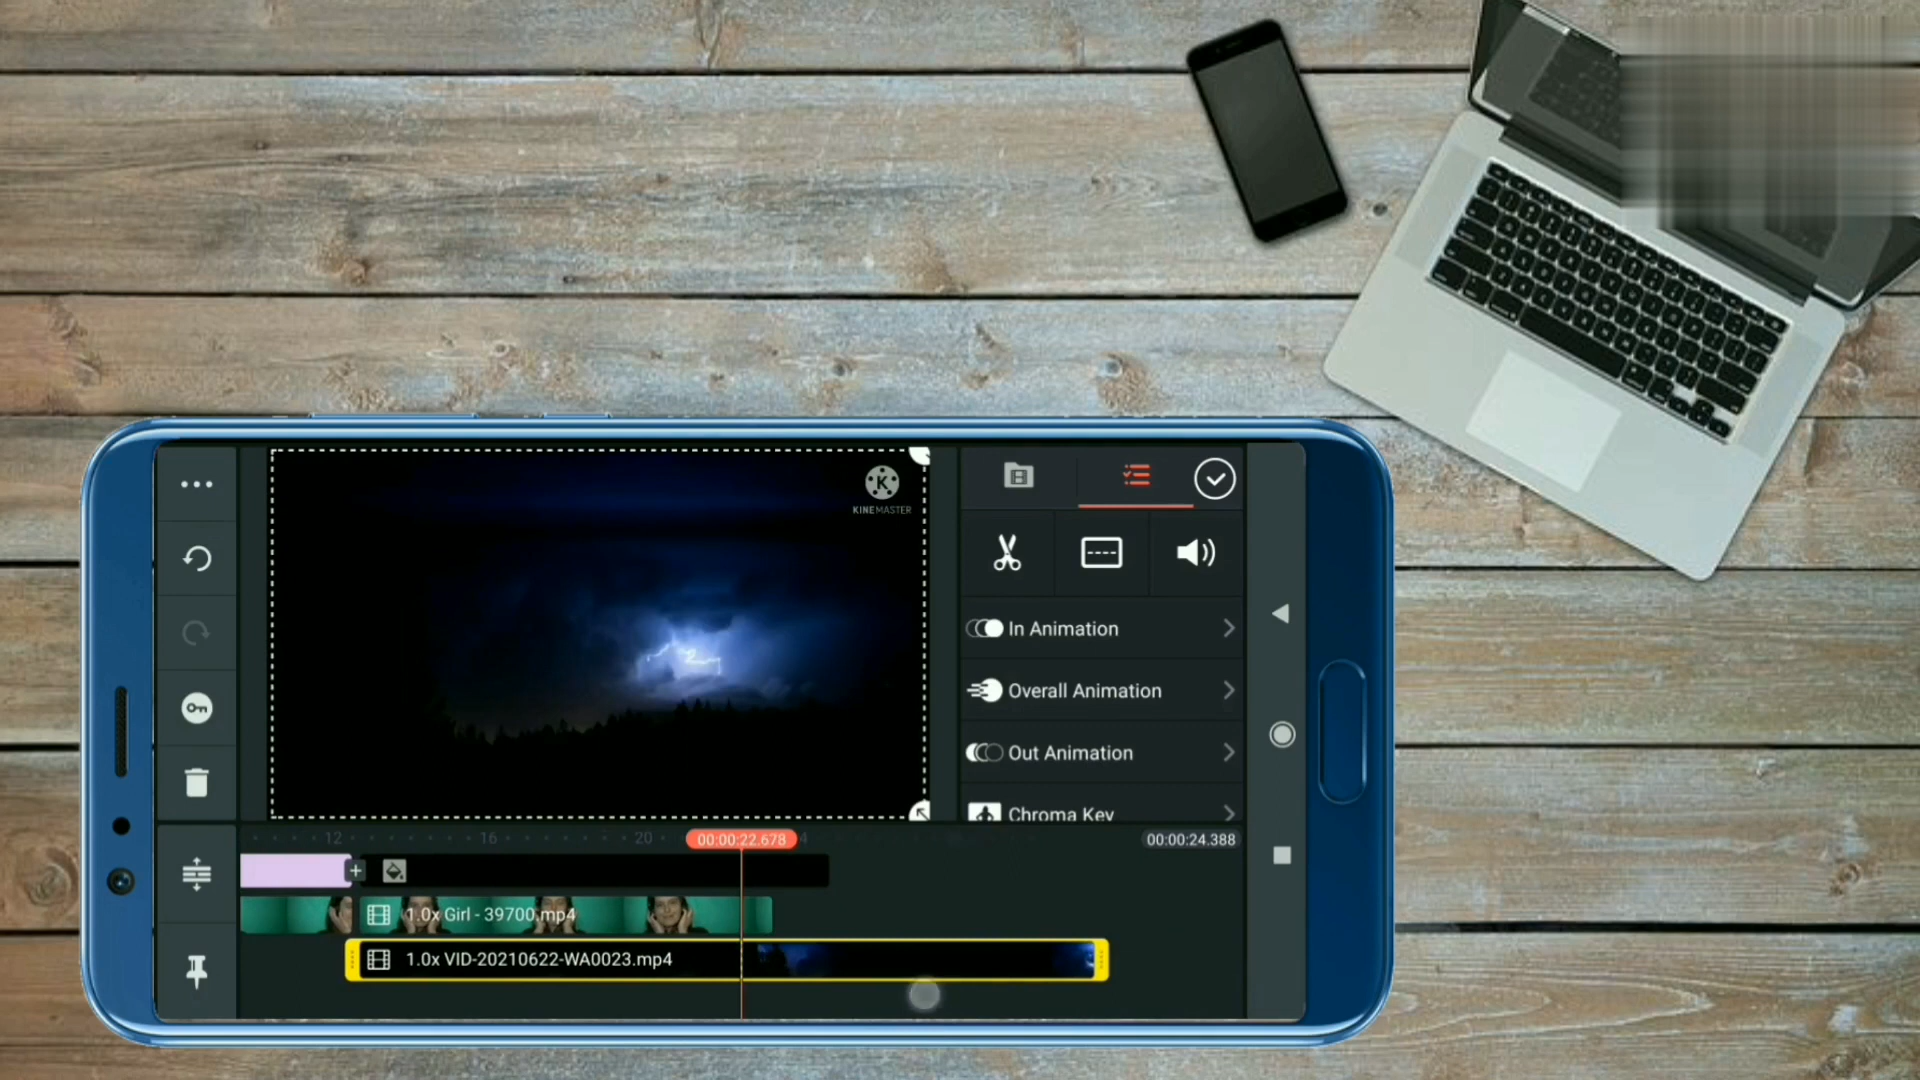 KINEMASTER
In Animation
Overall Animation
Out Animation
Chroma Key
12 16 20 00:00:22.678 4 00:00:24.388
1.0x Girl - 39700.mp4
1.0x VID-20210622-WA0023.mp4